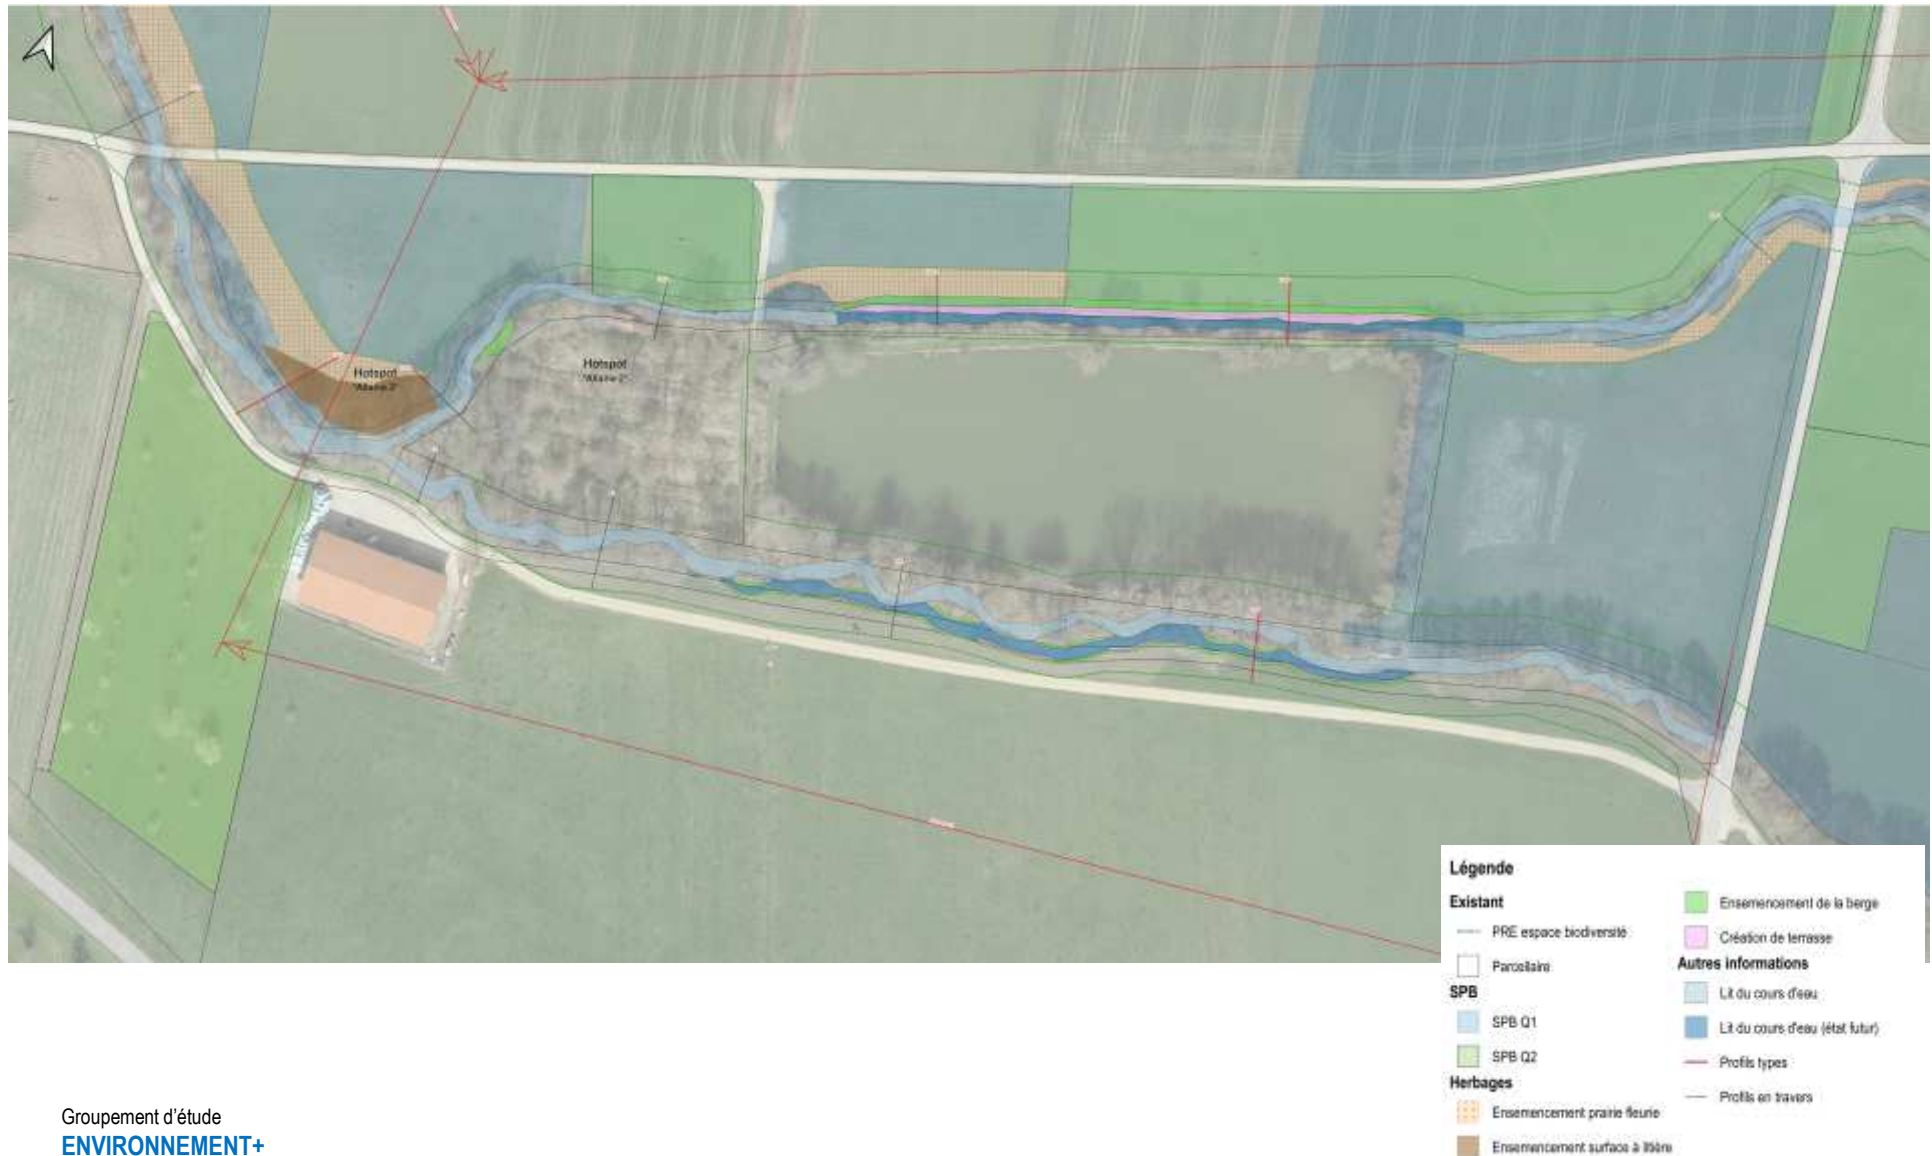 Hotspot
Hotspot
Légende
Existant
PRE espace biodiversité
Parcellaire
SPB
SPB Q1
SPB Q2
Herbages
Ensemencement prairie fleurie
Ensemencement surface à litière
Ensemencement de la berge
Création de terrasse
Autres informations
Lit du cours d'eau
Lit du cours d'eau (état futur)
Profils types
Profils en travers
Groupement d'étude
ENVIRONNEMENT+